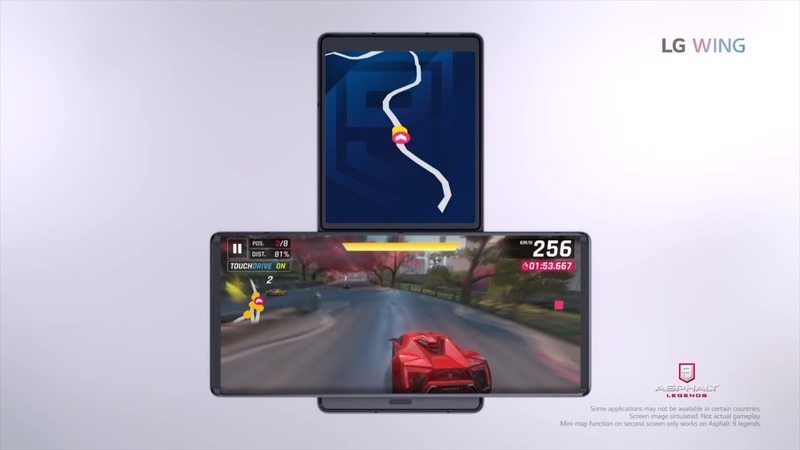 LG WING
POS. 3/8
DIST. 81%
TOUCHDRIVE ON
2
KM/H 256
01:53.667
9
ASPHALT
LEGENDS
Some applications may not be available in certain countries.
Screen image simulated. Not actual gameplay.
Mini-map function on second screen only works on Asphalt 9 legends.